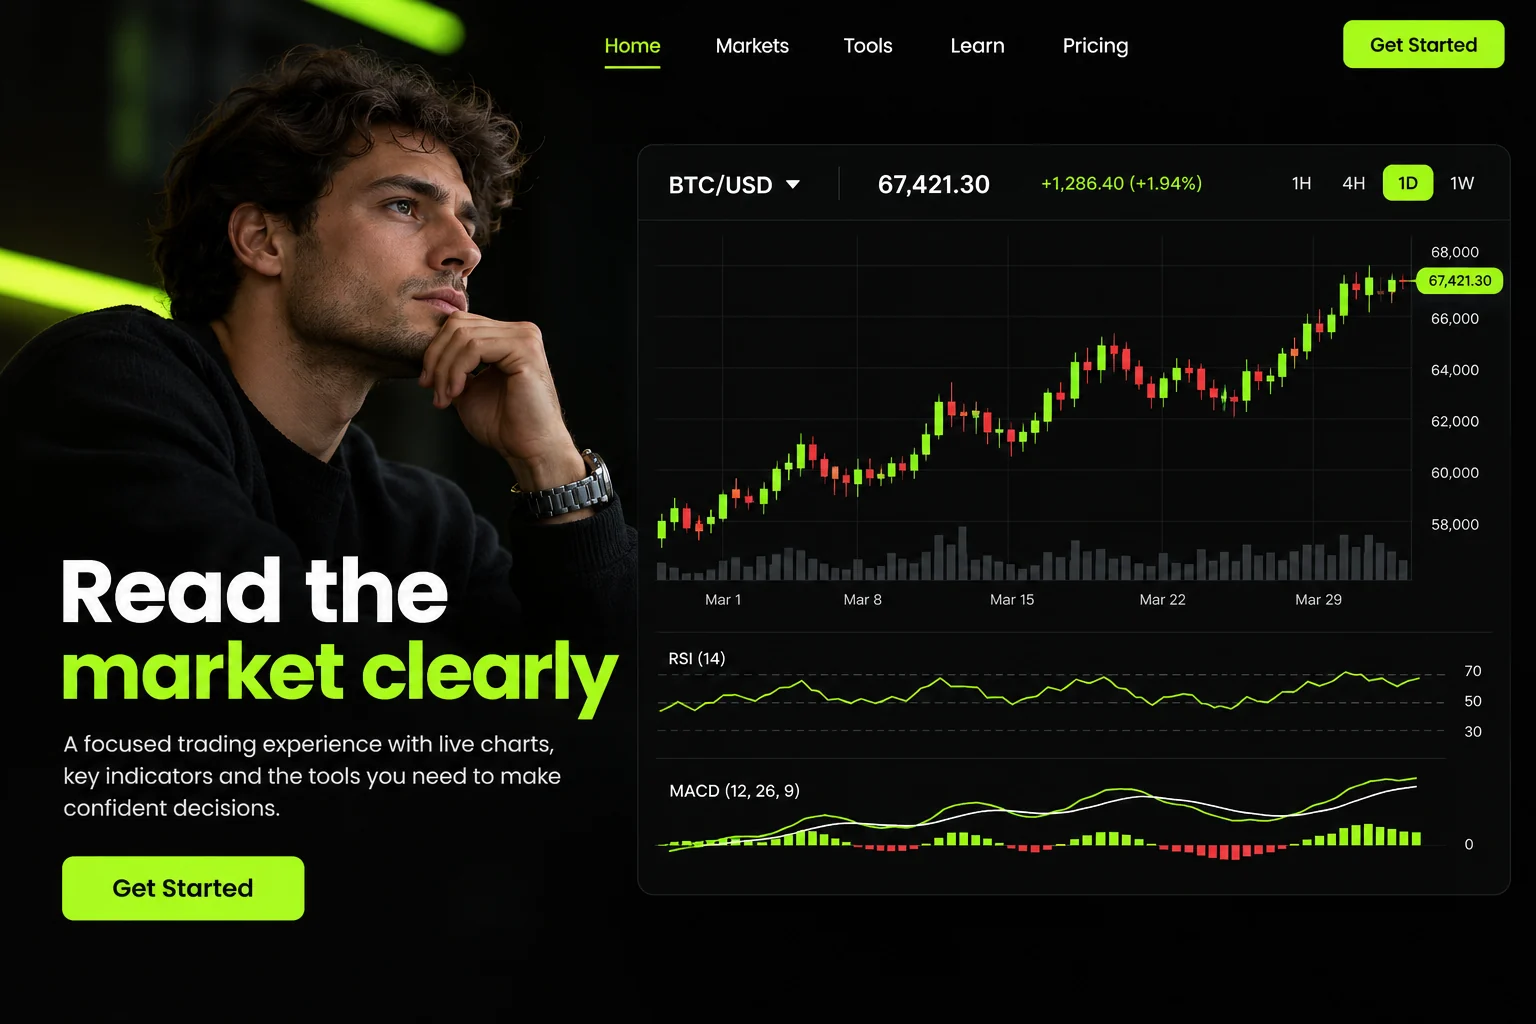 Home
Markets
Tools
Learn
Pricing
Get Started
BTC/USD
67,421.30
+1,286.40 (+1.94%)
1H
4H
1D
1W
68,000
67,421.30
66,000
64,000
62,000
60,000
58,000
Mar 1
Mar 8
Mar 15
Mar 22
Mar 29
RSI (14)
70
50
30
MACD (12, 26, 9)
0
Read the
market clearly
A focused trading experience with live charts,
key indicators and the tools you need to make
confident decisions.
Get Started